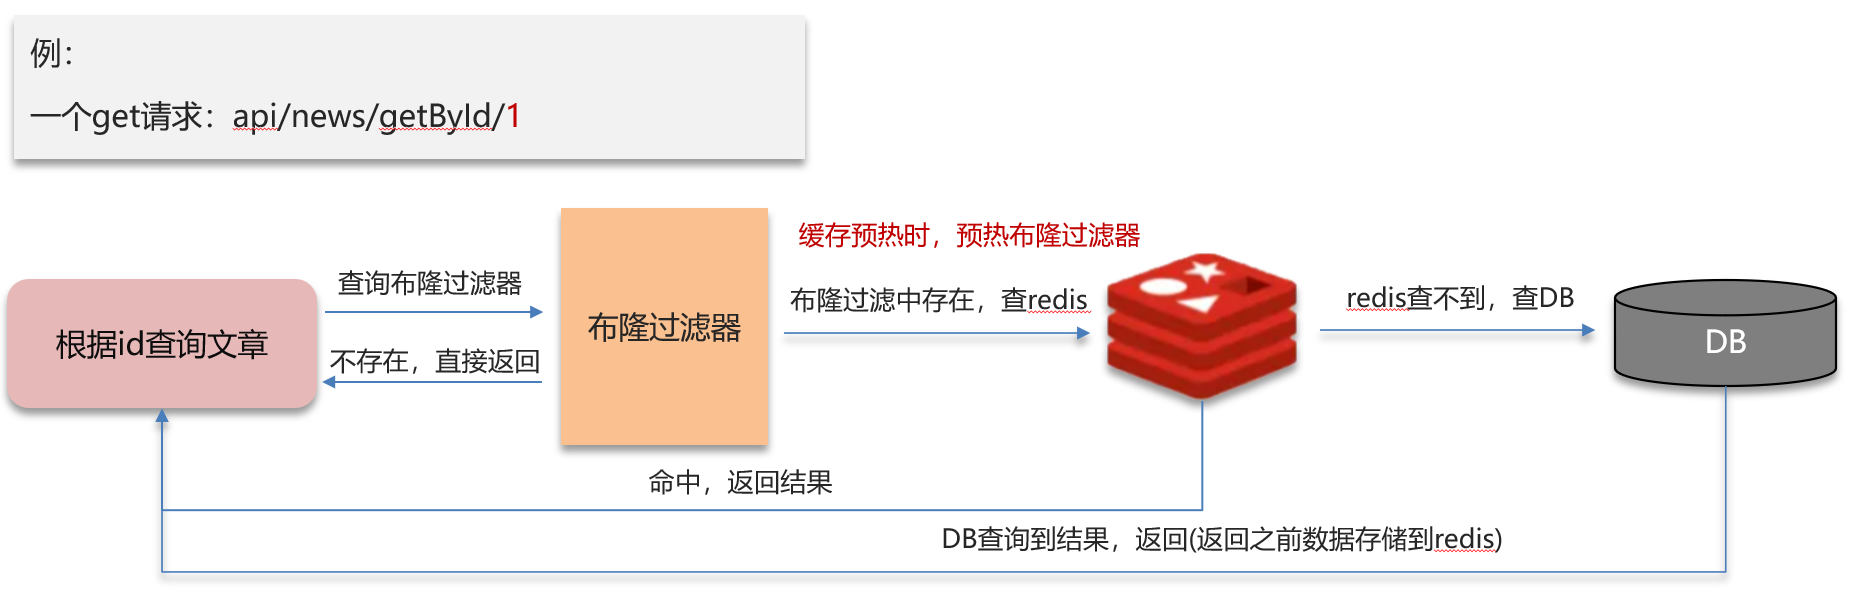 例：
一个get请求：api/news/getById/1
缓存预热时，预热布隆过滤器
查询布隆过滤器
布隆过滤中存在，查redis
redis查不到，查DB
根据id查询文章
布隆过滤器
DB
不存在，直接返回
命中，返回结果
DB查询到结果，返回(返回之前数据存储到redis)